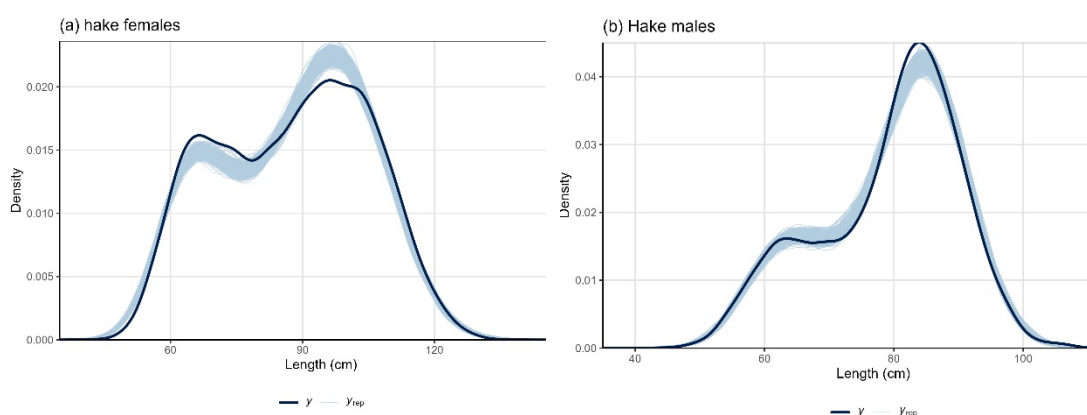 (a) hake females
0.020
0.015
0.010
0.005
0.000
Density
60
90
120
Length (cm)
y
yrep
(b) Hake males
0.04
0.03
0.02
0.01
0.00
Density
40
60
80
100
Length (cm)
y
yrep